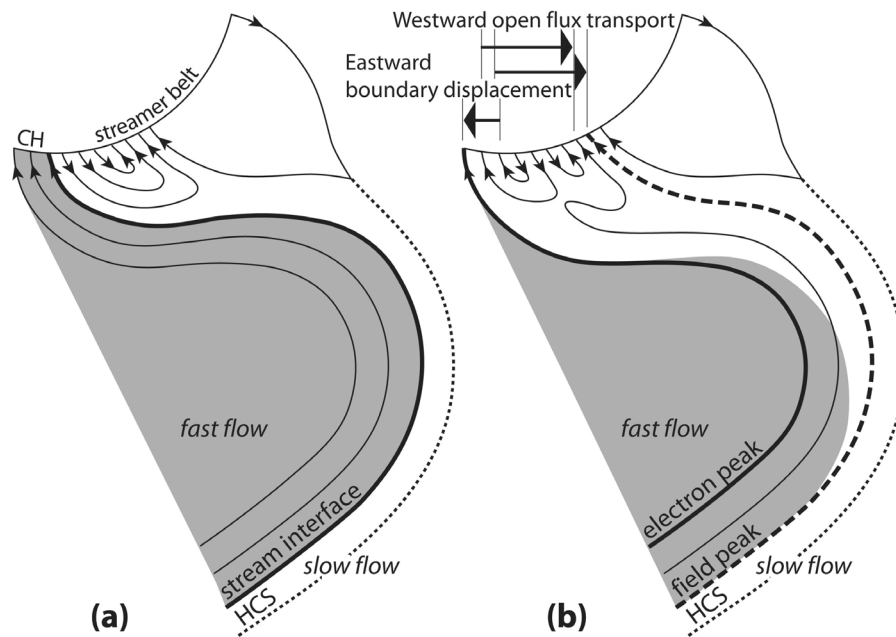 CH
streamer belt
fast flow
stream interface
slow flow
HCS
(a)
Westward open flux transport
Eastward
boundary displacement
fast flow
electron peak
field peak
slow flow
HCS
(b)